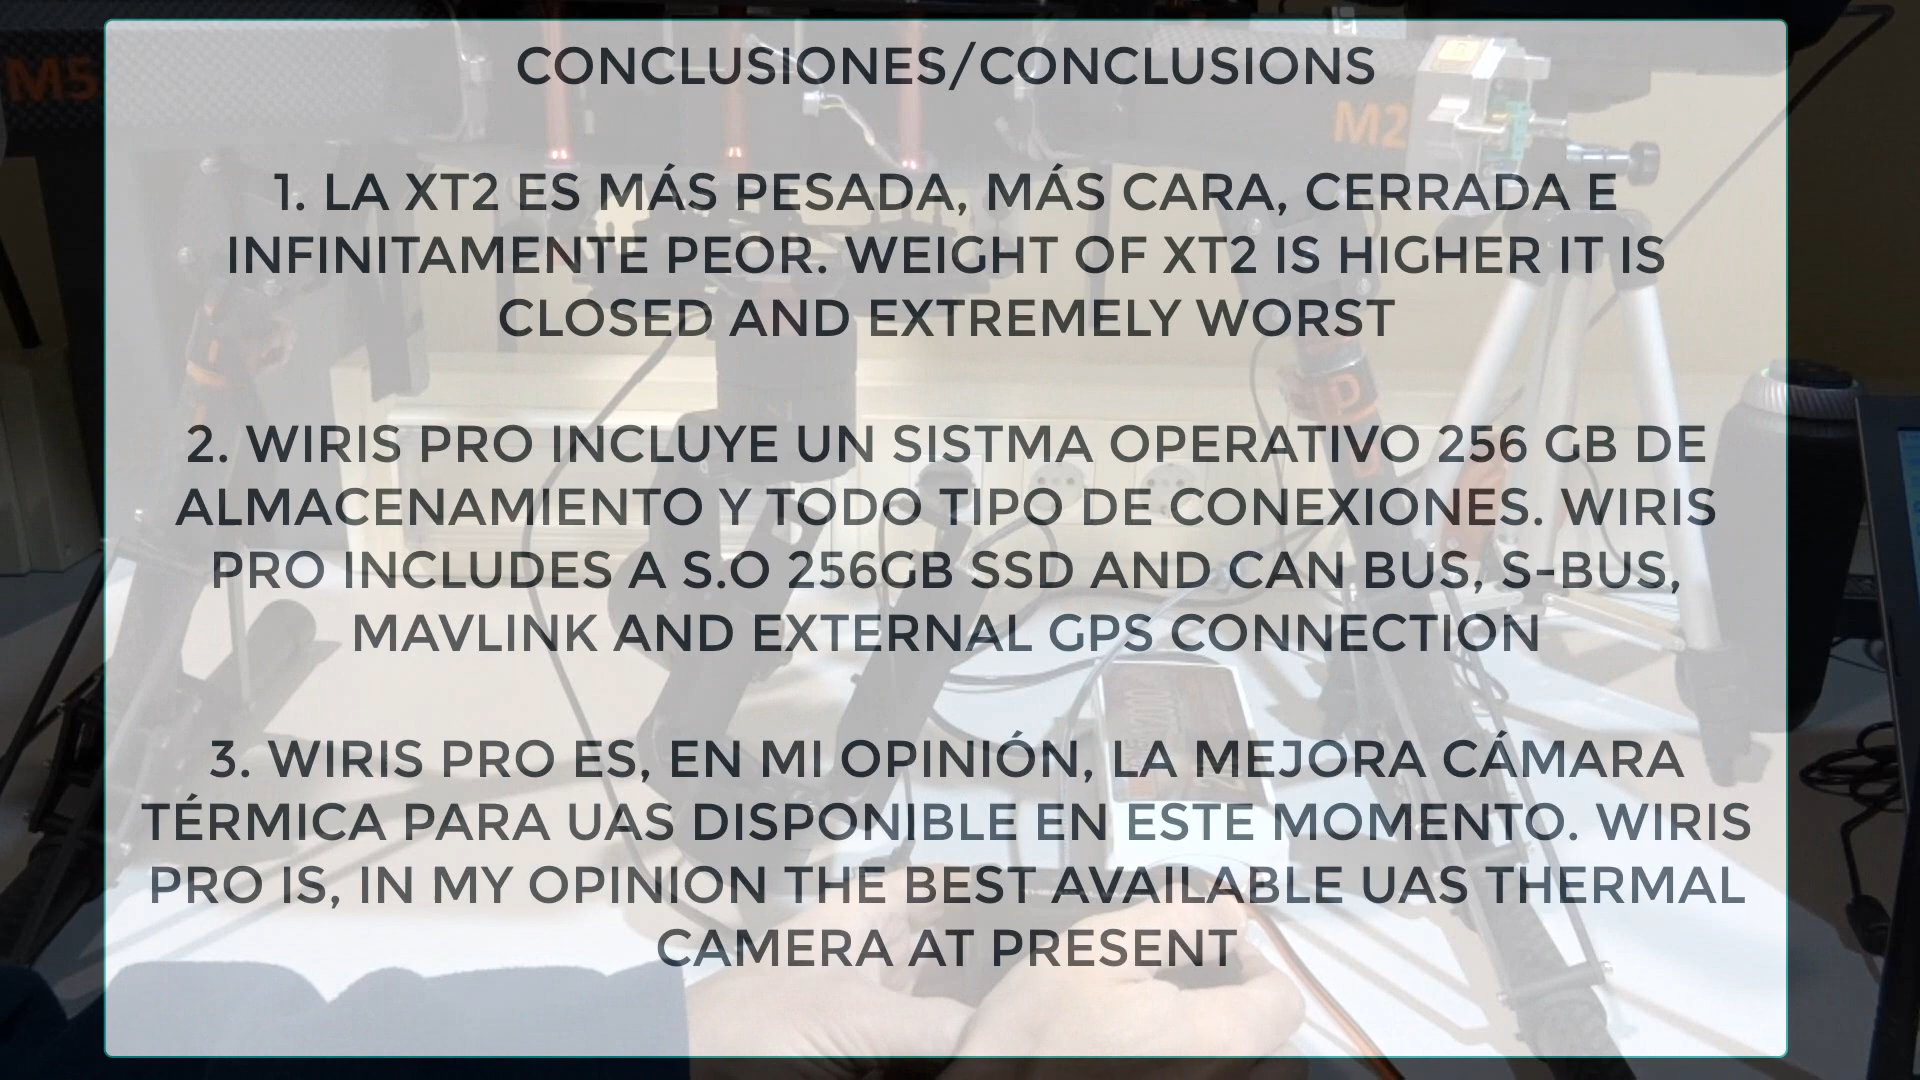 CONCLUSIONES/CONCLUSIONS
1. LA XT2 ES MÁS PESADA, MÁS CARA, CERRADA E
INFINITAMENTE PEOR. WEIGHT OF XT2 IS HIGHER IT IS
CLOSED AND EXTREMELY WORST
2. WIRIS PRO INCLUYE UN SISTMA OPERATIVO 256 GB DE
ALMACENAMIENTO Y TODO TIPO DE CONEXIONES. WIRIS
PRO INCLUDES A S.O 256GB SSD AND CAN BUS, S-BUS,
MAVLINK AND EXTERNAL GPS CONNECTION
3. WIRIS PRO ES, EN MI OPINIÓN, LA MEJORA CÁMARA
TÉRMICA PARA UAS DISPONIBLE EN ESTE MOMENTO. WIRIS
PRO IS, IN MY OPINION THE BEST AVAILABLE UAS THERMAL
CAMERA AT PRESENT
M5
M2
D